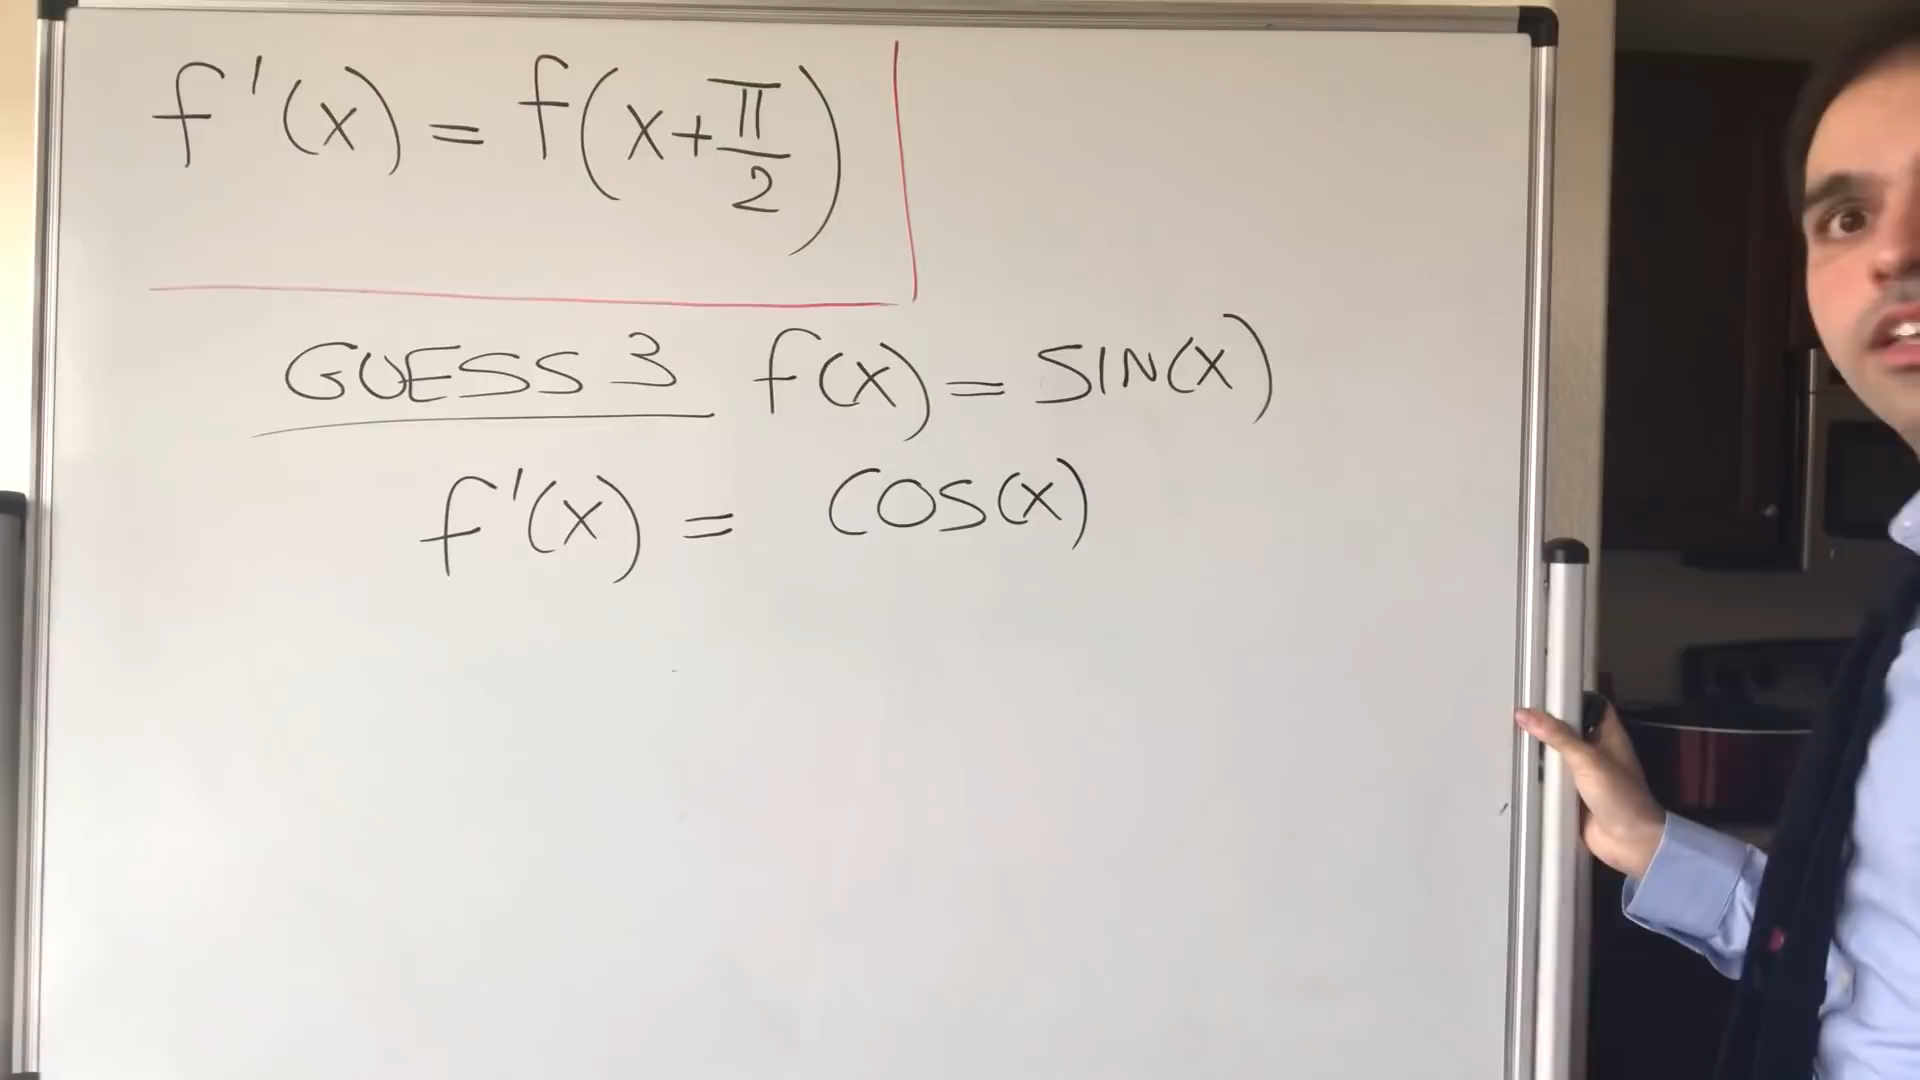 f'(x) = f(x+π/2)
GUESS 3 f(x) = SIN(x)
f'(x) = COS(x)